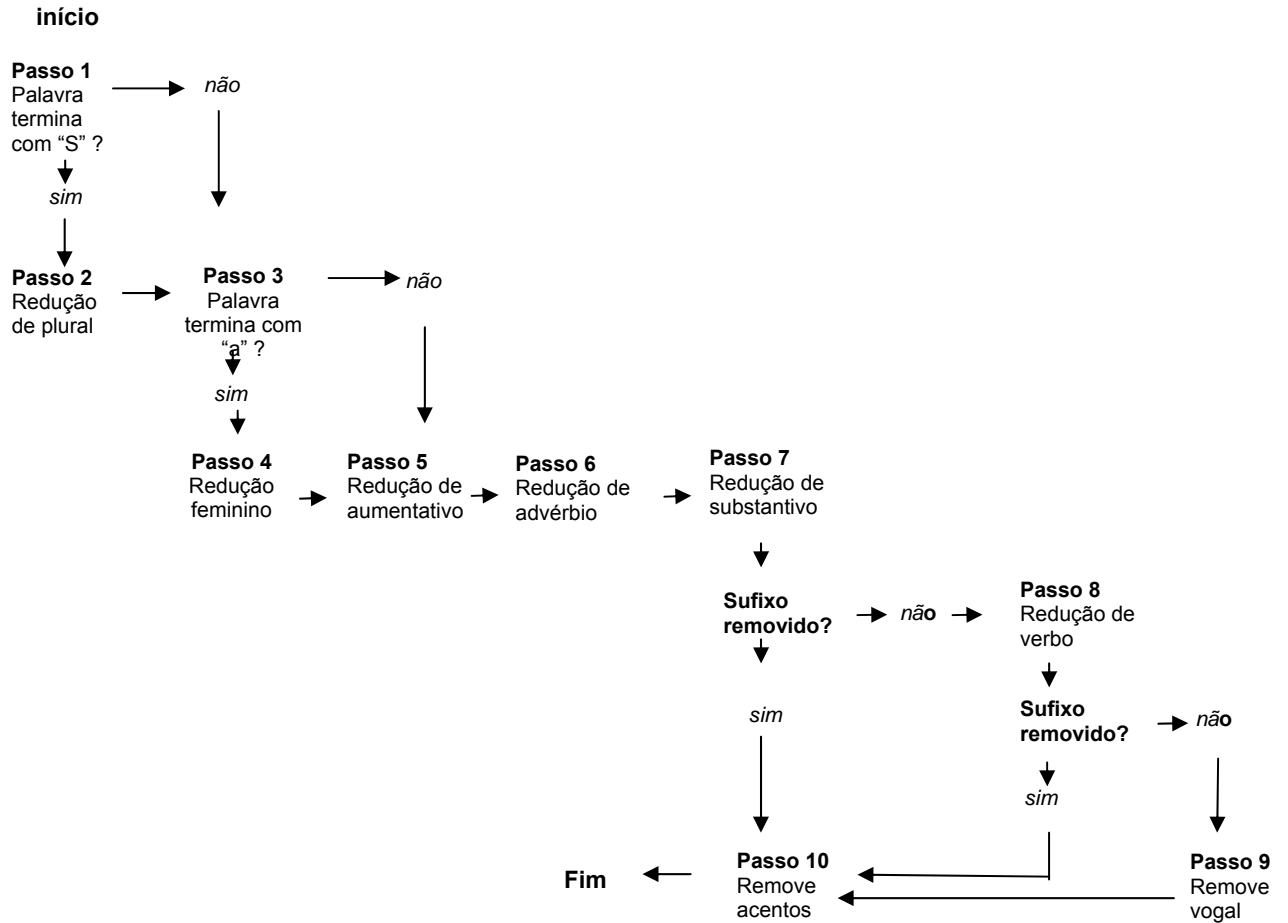 início
Passo 1
Palavra
termina
com “S” ?
não
sim
Passo 2
Redução
de plural
Passo 3
Palavra
termina com
“a” ?
não
sim
Passo 4
Redução
feminino
Passo 5
Redução de
aumentativo
Passo 6
Redução de
advérbio
Passo 7
Redução de
substantivo
Sufixo
removido?
não
Passo 8
Redução de
verbo
sim
Sufixo
removido?
não
sim
Passo 9
Remove
vogal
Passo 10
Remove
acentos
Fim